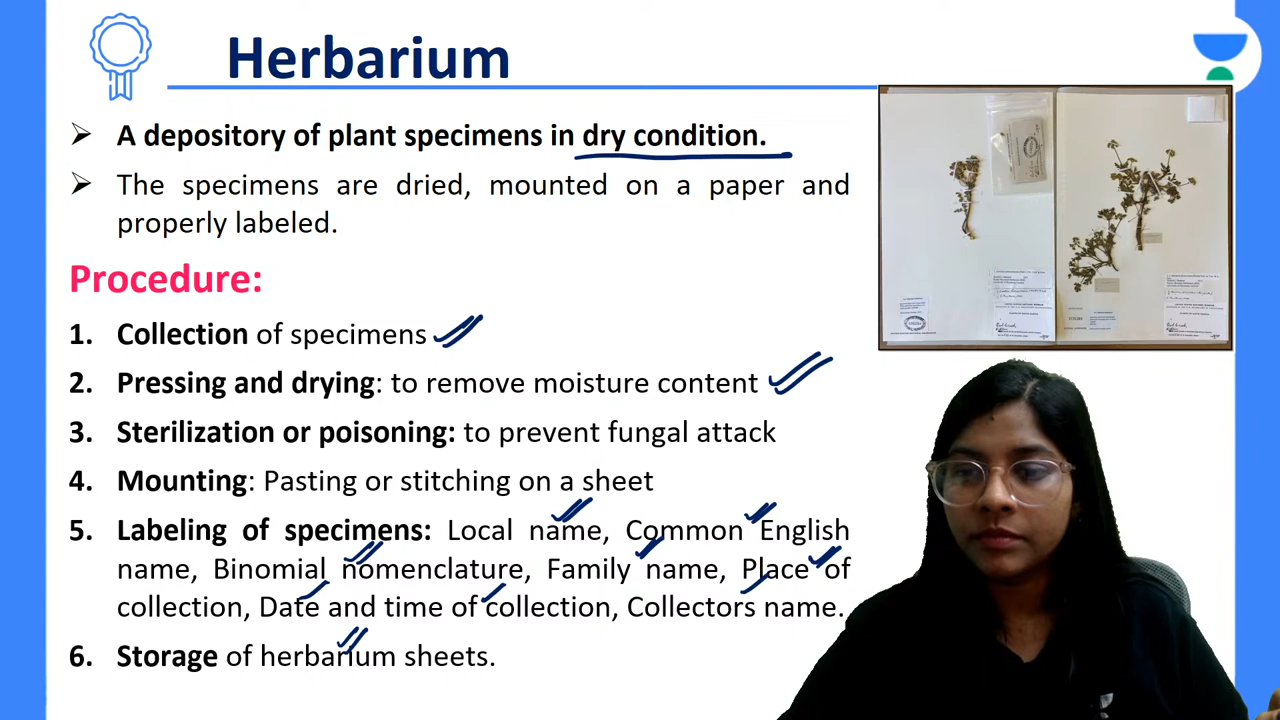 Herbarium
➢ A depository of plant specimens in dry condition.
➢ The specimens are dried, mounted on a paper and
properly labeled.
Procedure:
1. Collection of specimens
2. Pressing and drying: to remove moisture content
3. Sterilization or poisoning: to prevent fungal attack
4. Mounting: Pasting or stitching on a sheet
5. Labeling of specimens: Local name, Common English
name, Binomial nomenclature, Family name, Place of
collection, Date and time of collection, Collectors name.
6. Storage of herbarium sheets.